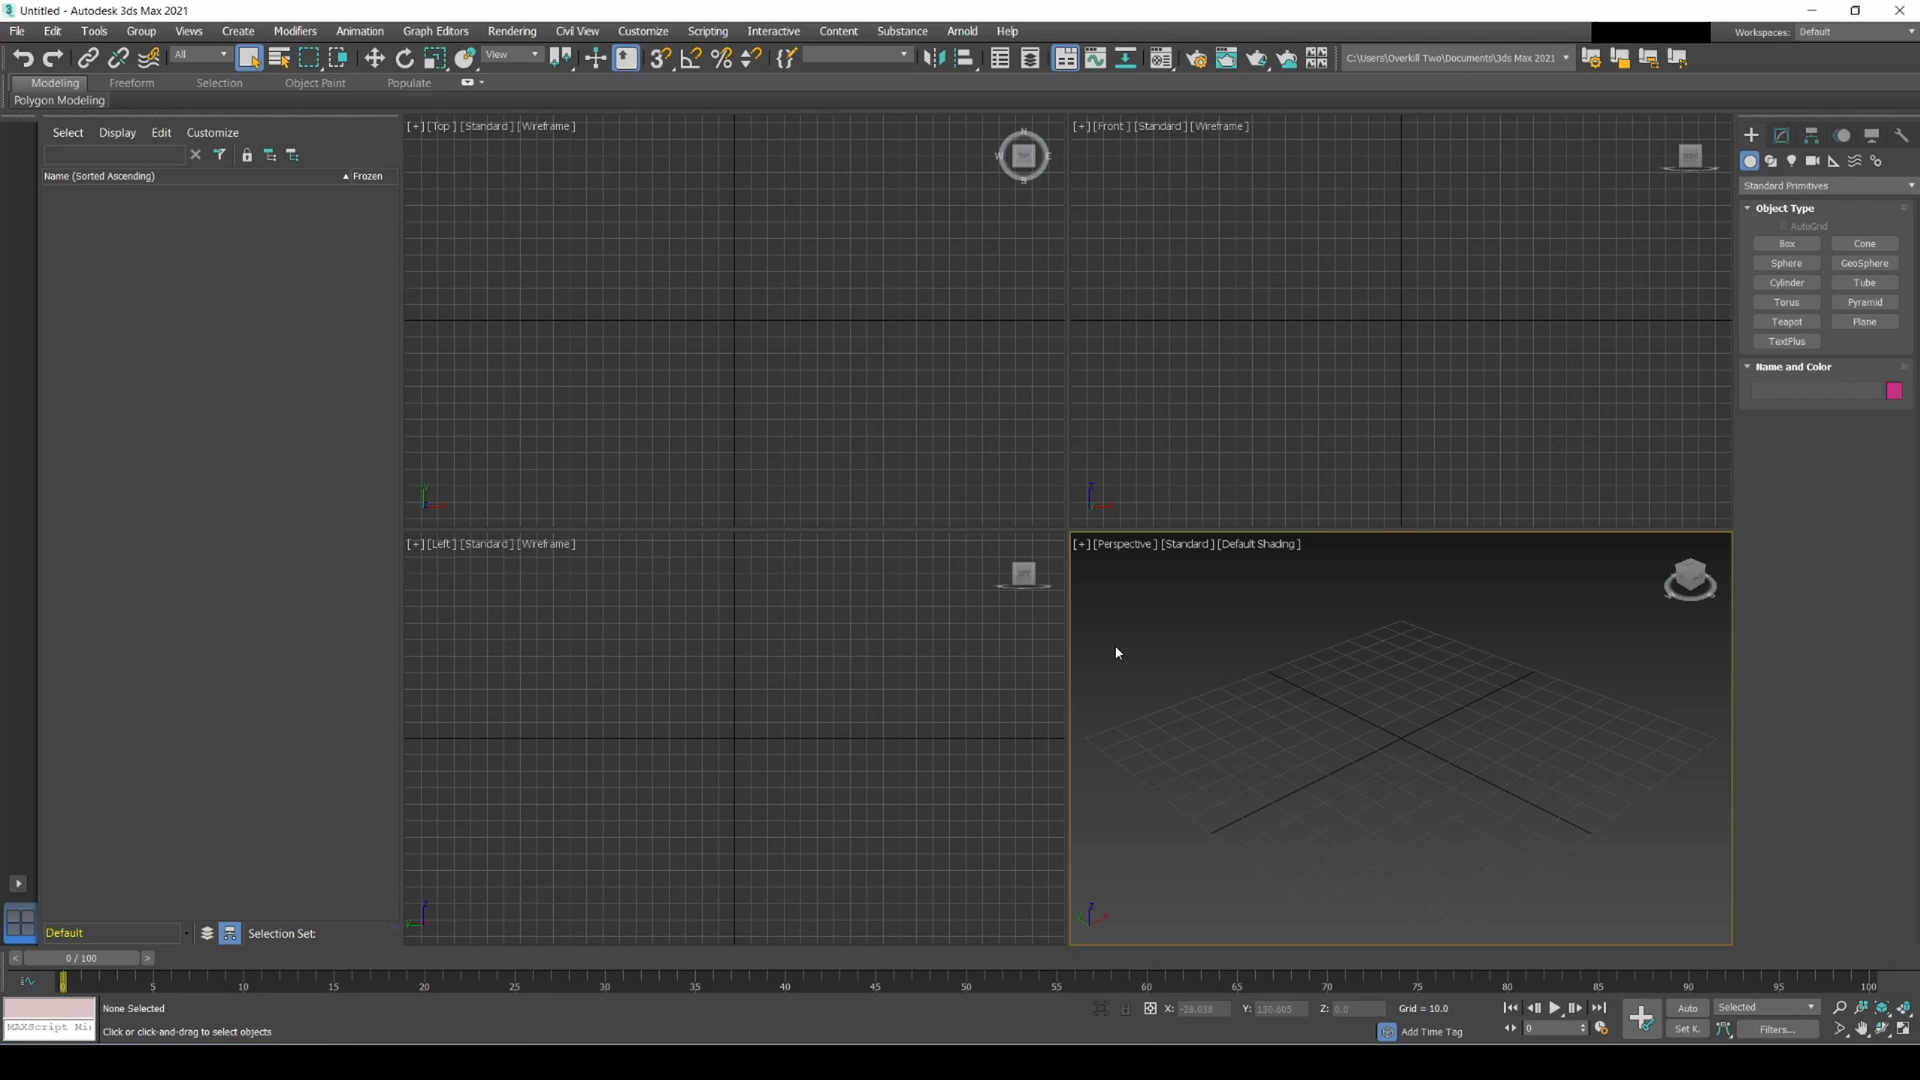 Untitled - Autodesk 3ds Max 2021
File Edit Tools Group Views Create Modifiers Animation Graph Editors Rendering Civil View Customize Scripting Interactive Content Substance Arnold Help
Workspaces: Default
All
View
C:\Users\Overkill Two\Documents\3ds Max 2021
Modeling Freeform Selection Object Paint Populate
Polygon Modeling
Select Display Edit Customize
Name (Sorted Ascending) Frozen
[+] [Top ] [Standard ] [Wireframe ]
N
W
S
[+] [Front ] [Standard ] [Wireframe ]
Standard Primitives
Object Type
AutoGrid
Box Cone
Sphere GeoSphere
Cylinder Tube
Torus Pyramid
Teapot Plane
TextPlus
Name and Color
[+] [Left ] [Standard ] [Wireframe ]
[+] [Perspective ] [Standard ] [Default Shading ]
Default
Selection Set:
0 / 100
0 5 10 15 20 25 30 35 40 45 50 55 60 65 70 75 80 85 90 95 100
None Selected
X: -28.038 Y: 130.605 Z: 0.0 Grid = 10.0
Auto Selected
MAXScript Mi
Click or click-and-drag to select objects
Add Time Tag
0
Set K. Filters...